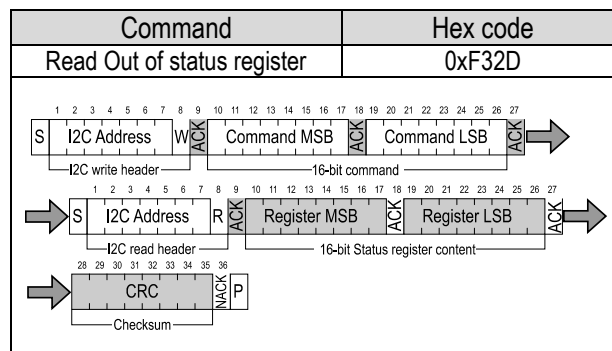 Command Hex code
Read Out of status register 0xF32D
1 2 3 4 5 6 7 8 9 10 11 12 13 14 15 16 17 18 19 20 21 22 23 24 25 26 27
S I2C Address W ACK Command MSB ACK Command LSB ACK
I2C write header 16-bit command
1 2 3 4 5 6 7 8 9 10 11 12 13 14 15 16 17 18 19 20 21 22 23 24 25 26 27
S I2C Address R ACK Register MSB ACK Register LSB ACK
I2C read header 16-bit Status register content
28 29 30 31 32 33 34 35 36
CRC NACK P
Checksum